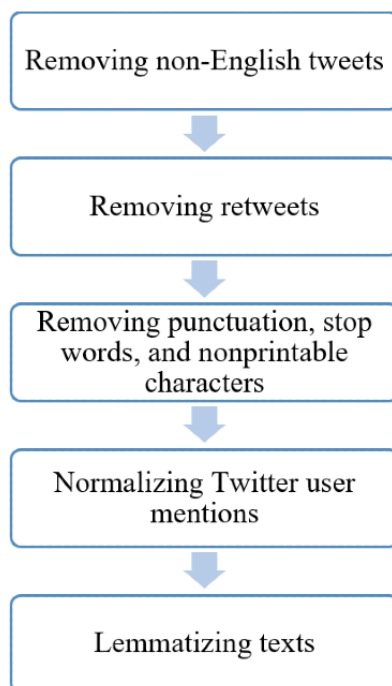 Removing non-English tweets
Removing retweets
Removing punctuation, stop
words, and nonprintable
characters
Normalizing Twitter user
mentions
Lemmatizing texts